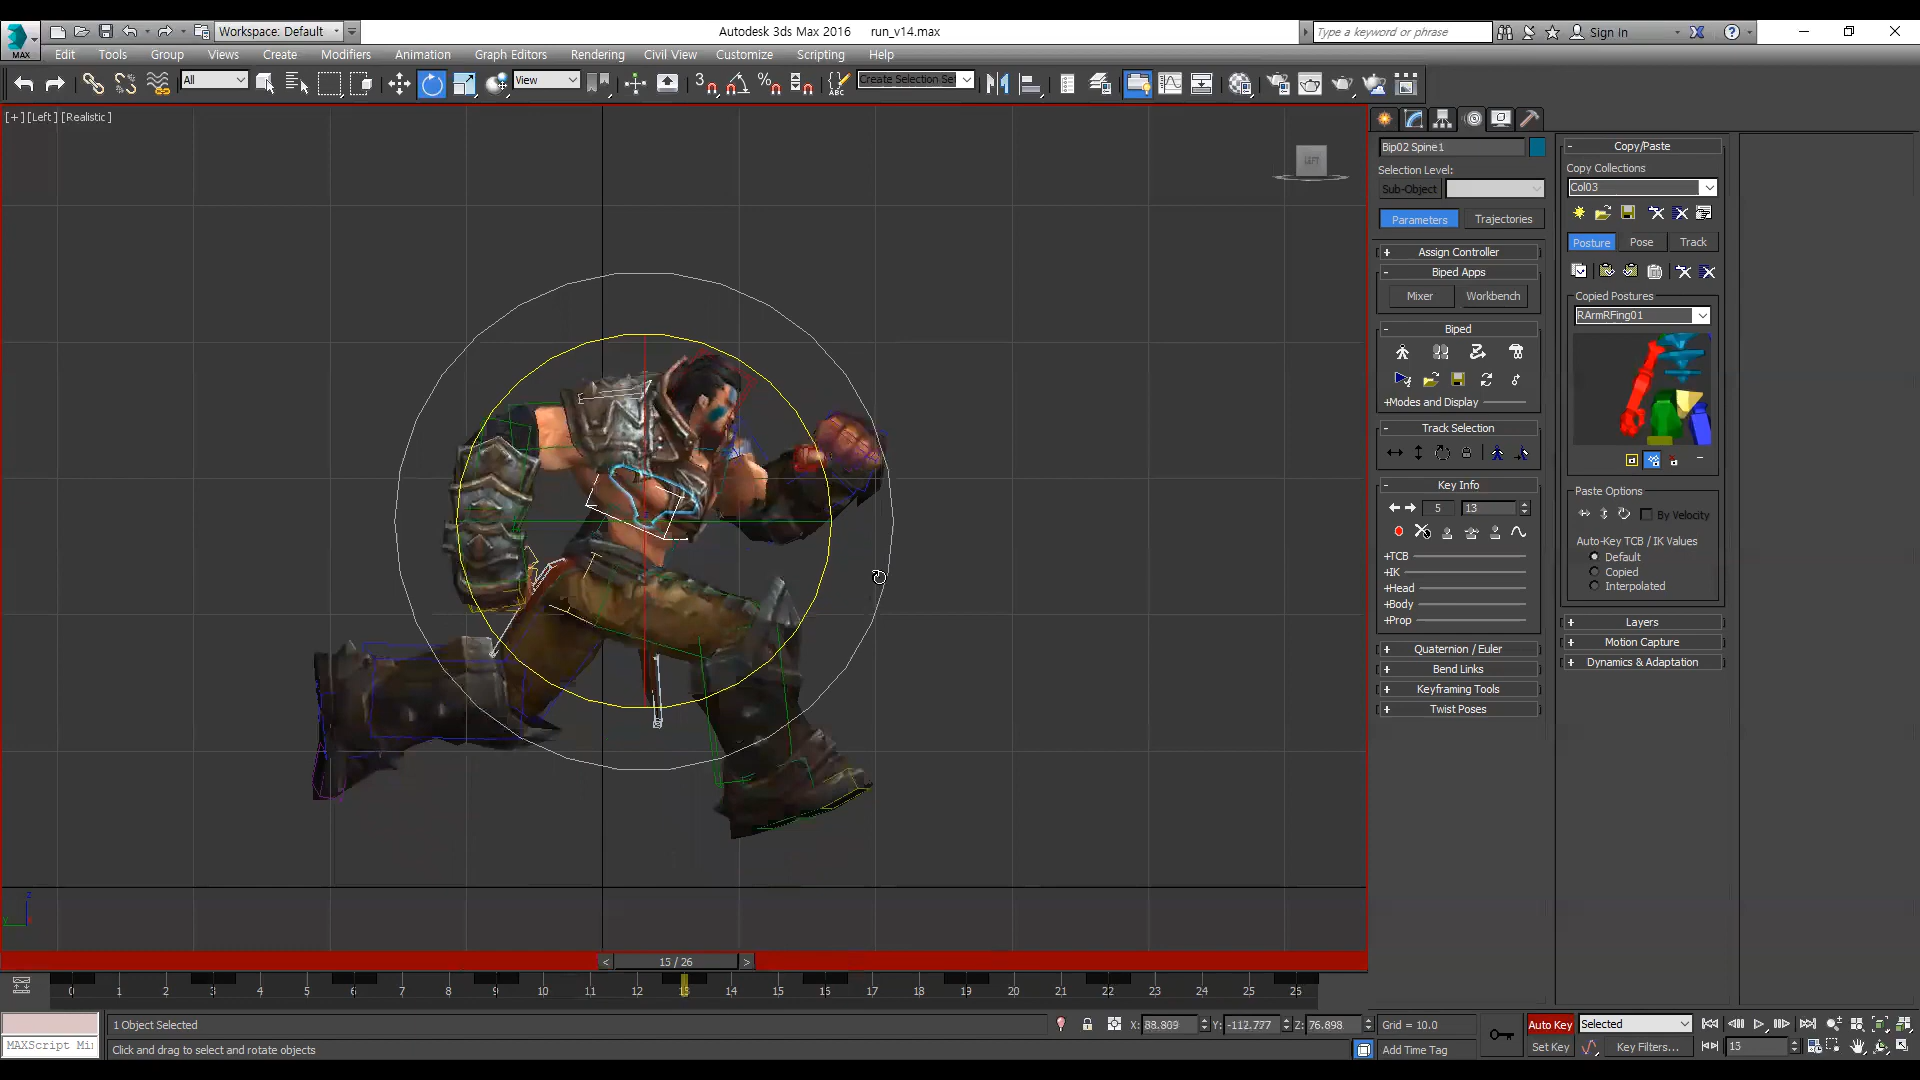 Workspace: Default
Autodesk 3ds Max 2016 run_v14.max
Type a keyword or phrase
Sign In
MAX
Edit Tools Group Views Create Modifiers Animation Graph Editors Rendering Civil View Customize Scripting Help
All
View
Create Selection Se
[+] [Left ] [Realistic ]
LEFT
Bip02 Spine1
Selection Level:
Sub-Object
Parameters Trajectories
+ Assign Controller
- Biped Apps
Mixer Workbench
- Biped
+Modes and Display
- Track Selection
- Key Info
5 13
+TCB
+IK
+Head
+Body
+Prop
+ Quaternion / Euler
+ Bend Links
+ Keyframing Tools
+ Twist Poses
- Copy/Paste
Copy Collections
Col03
Posture Pose Track
Copied Postures
RArmRFing01
Paste Options
By Velocity
Auto-Key TCB / IK Values
Default
Copied
Interpolated
+ Layers
+ Motion Capture
+ Dynamics & Adaptation
< >
0 1 2 3 4 5 6 7 8 9 10 11 12 13 14 15 16 17 18 19 20 21 22 23 24 25 26
1 Object Selected
X: 88.809 Y: -112.777 Z: 76.898 Grid = 10.0
Auto Key Selected
MAXScript Mi
Click and drag to select and rotate objects
Add Time Tag
Set Key Key Filters... 13